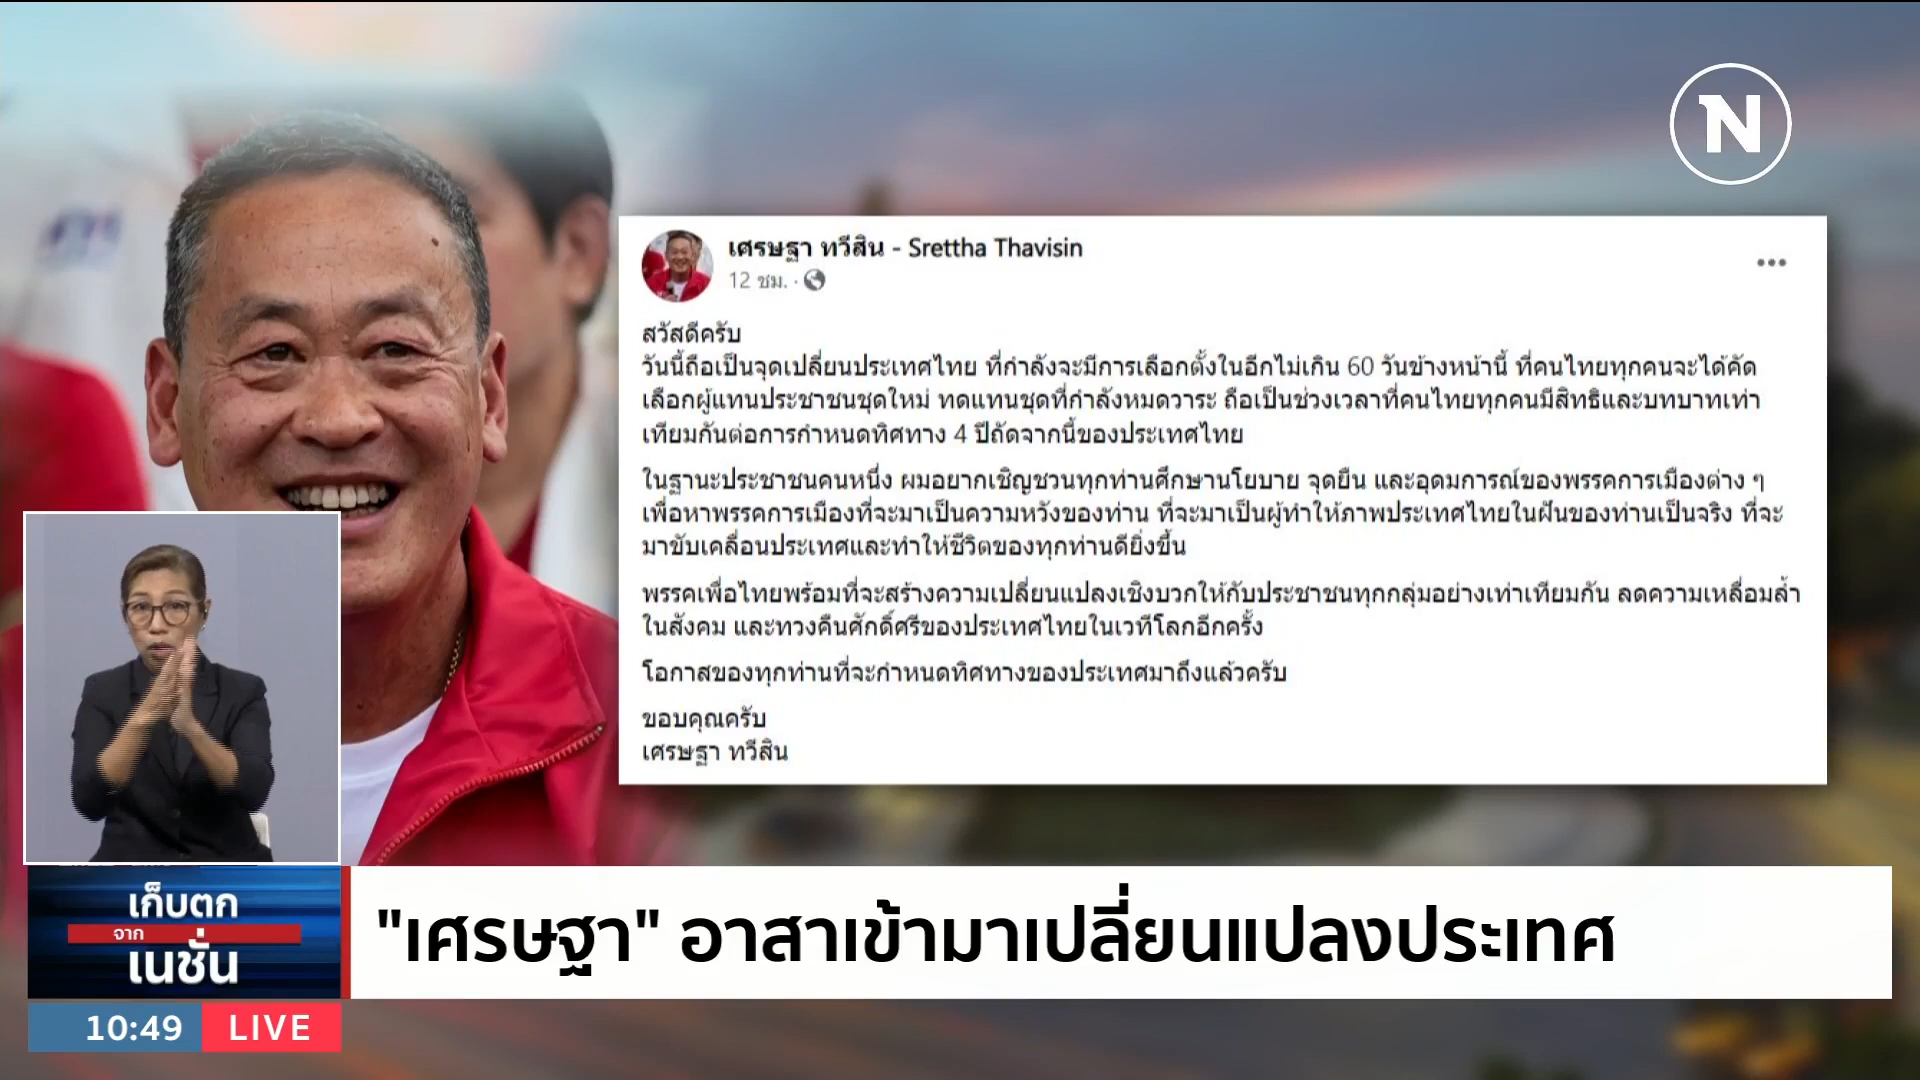 N
เศรษฐา ทวีสิน - Srettha Thavisin
12 ชม. ·
สวัสดีครับ
วันนี้ถือเป็นจุดเปลี่ยนประเทศไทย ที่กำลังจะมีการเลือกตั้งในอีกไม่เกิน 60 วันข้างหน้านี้ ที่คนไทยทุกคนจะได้คัด
เลือกผู้แทนประชาชนชุดใหม่ ทดแทนชุดที่กำลังหมดวาระ ถือเป็นช่วงเวลาที่คนไทยทุกคนมีสิทธิและบทบาทเท่า
เทียมกันต่อการกำหนดทิศทาง 4 ปีถัดจากนี้ของประเทศไทย
ในฐานะประชาชนคนหนึ่ง ผมอยากเชิญชวนทุกท่านศึกษานโยบาย จุดยืน และอุดมการณ์ของพรรคการเมืองต่าง ๆ
เพื่อหาพรรคการเมืองที่จะมาเป็นความหวังของท่าน ที่จะมาเป็นผู้ทำให้ภาพประเทศไทยในฝันของท่านเป็นจริง ที่จะ
มาขับเคลื่อนประเทศและทำให้ชีวิตของทุกท่านดียิ่งขึ้น
พรรคเพื่อไทยพร้อมที่จะสร้างความเปลี่ยนแปลงเชิงบวกให้กับประชาชนทุกกลุ่มอย่างเท่าเทียมกัน ลดความเหลื่อมล้ำ
ในสังคม และทวงคืนศักดิ์ศรีของประเทศไทยในเวทีโลกอีกครั้ง
โอกาสของทุกท่านที่จะกำหนดทิศทางของประเทศมาถึงแล้วครับ
ขอบคุณครับ
เศรษฐา ทวีสิน
เก็บตก
จาก
เนชั่น
"เศรษฐา" อาสาเข้ามาเปลี่ยนแปลงประเทศ
10:49 LIVE